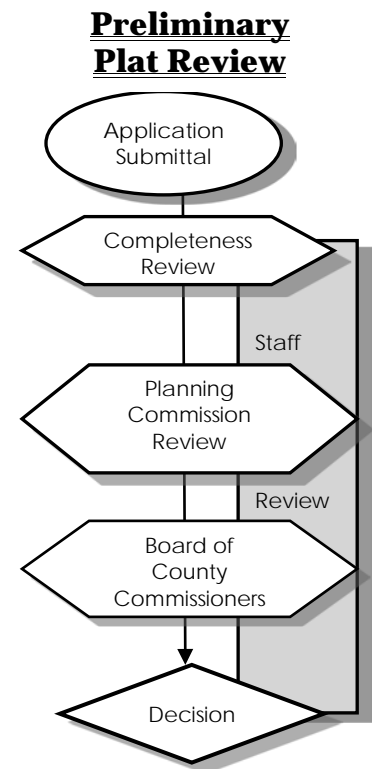 Preliminary
Plat Review
Application
Submittal
Completeness
Review
Staff
Planning
Commission
Review
Review
Board of
County
Commissioners
Decision